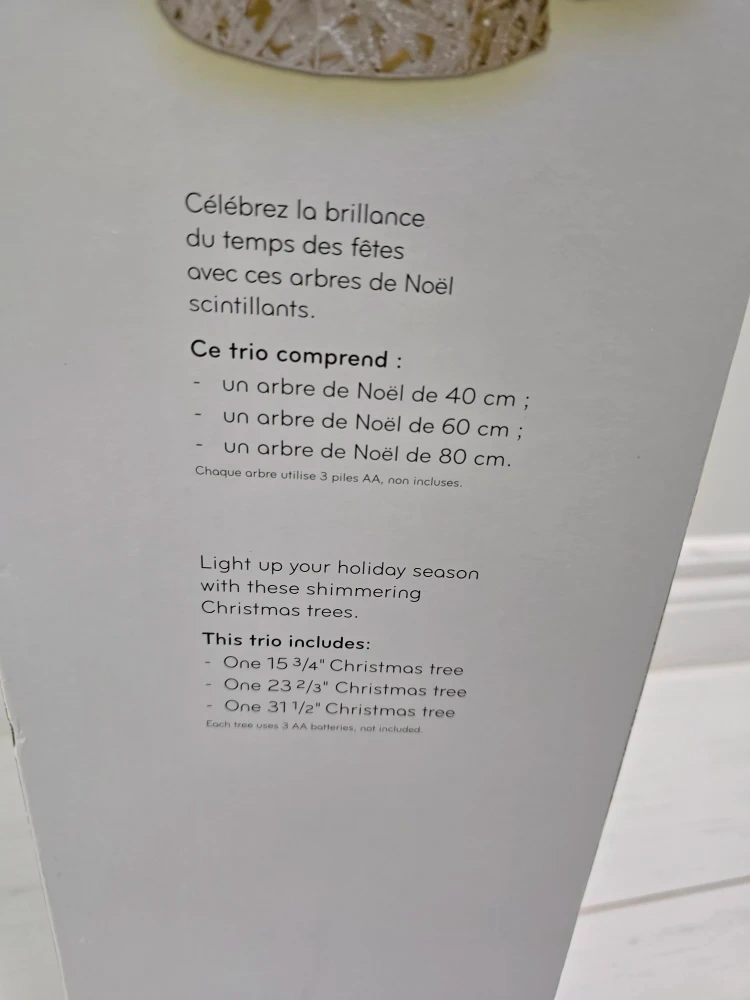 Célébrez la brillance
du temps des fêtes
avec ces arbres de Noël
scintillants.
Ce trio comprend :
- un arbre de Noël de 40 cm ;
- un arbre de Noël de 60 cm ;
- un arbre de Noël de 80 cm.
Chaque arbre utilise 3 piles AA, non incluses.
Light up your holiday season
with these shimmering
Christmas trees.
This trio includes:
- One 15 3/4" Christmas tree
- One 23 2/3" Christmas tree
- One 31 1/2" Christmas tree
Each tree uses 3 AA batteries, not included.